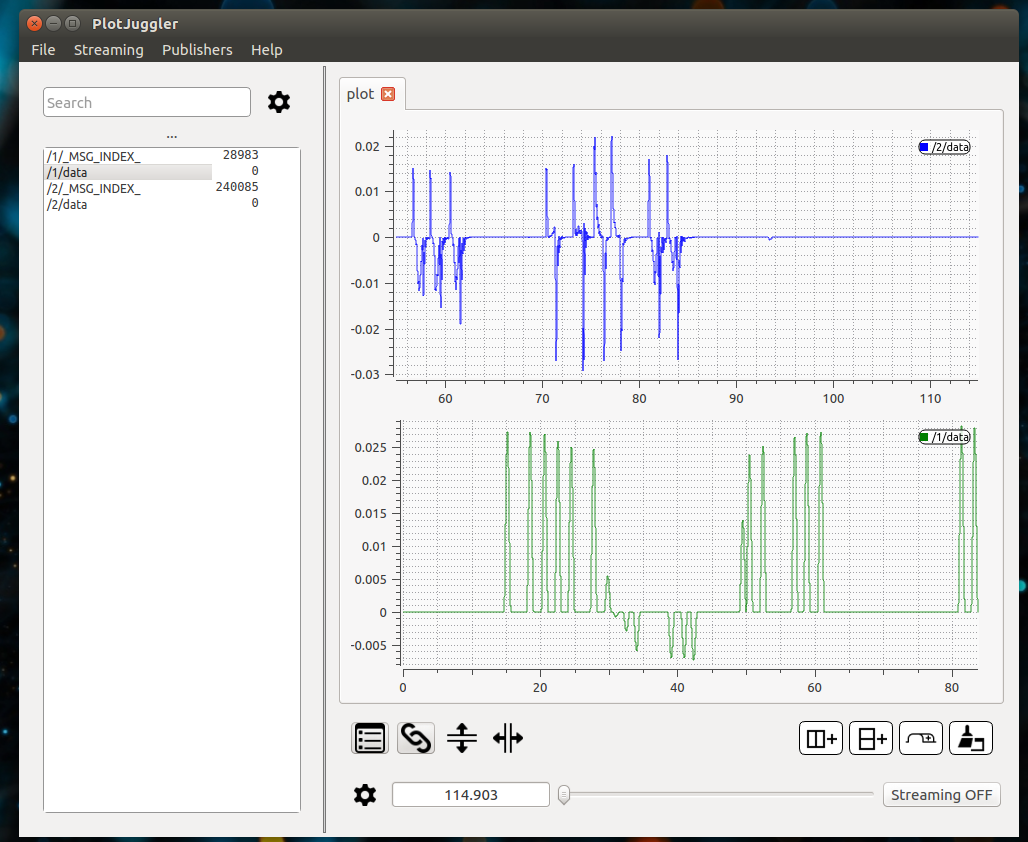 PlotJuggler
File Streaming Publishers Help
Search
...
/1/_MSG_INDEX_ 28983
/1/data 0
/2/_MSG_INDEX_ 240085
/2/data 0
plot
/2/data
0.02
0.01
0
-0.01
-0.02
-0.03
60 70 80 90 100 110
/1/data
0.025
0.02
0.015
0.01
0.005
0
-0.005
0 20 40 60 80
114.903 Streaming OFF